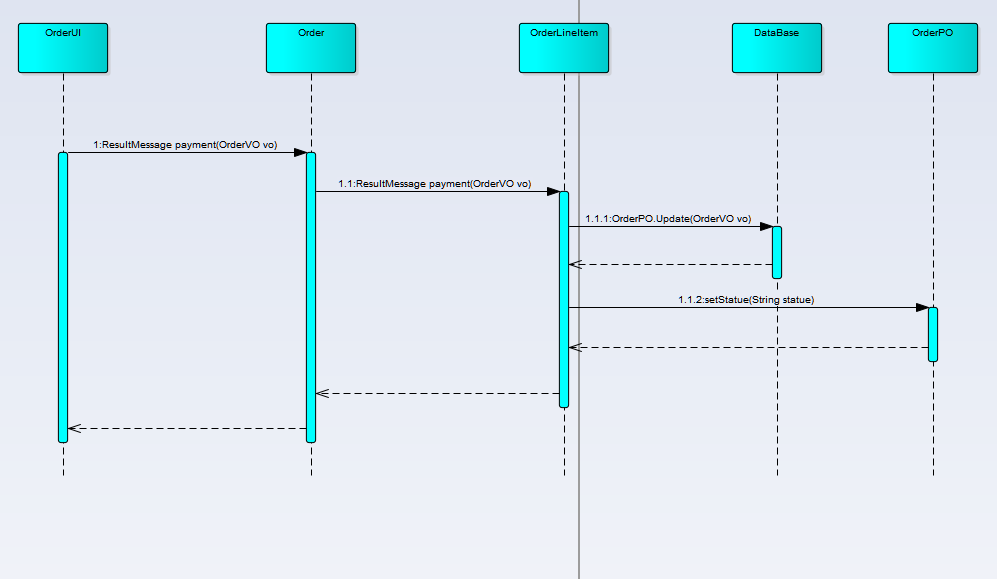 OrderUI
Order
OrderLineItem
DataBase
OrderPO
1:ResultMessage payment(OrderVO vo)
1.1:ResultMessage payment(OrderVO vo)
1.1.1:OrderPO.Update(OrderVO vo)
1.1.2:setStatue(String statue)